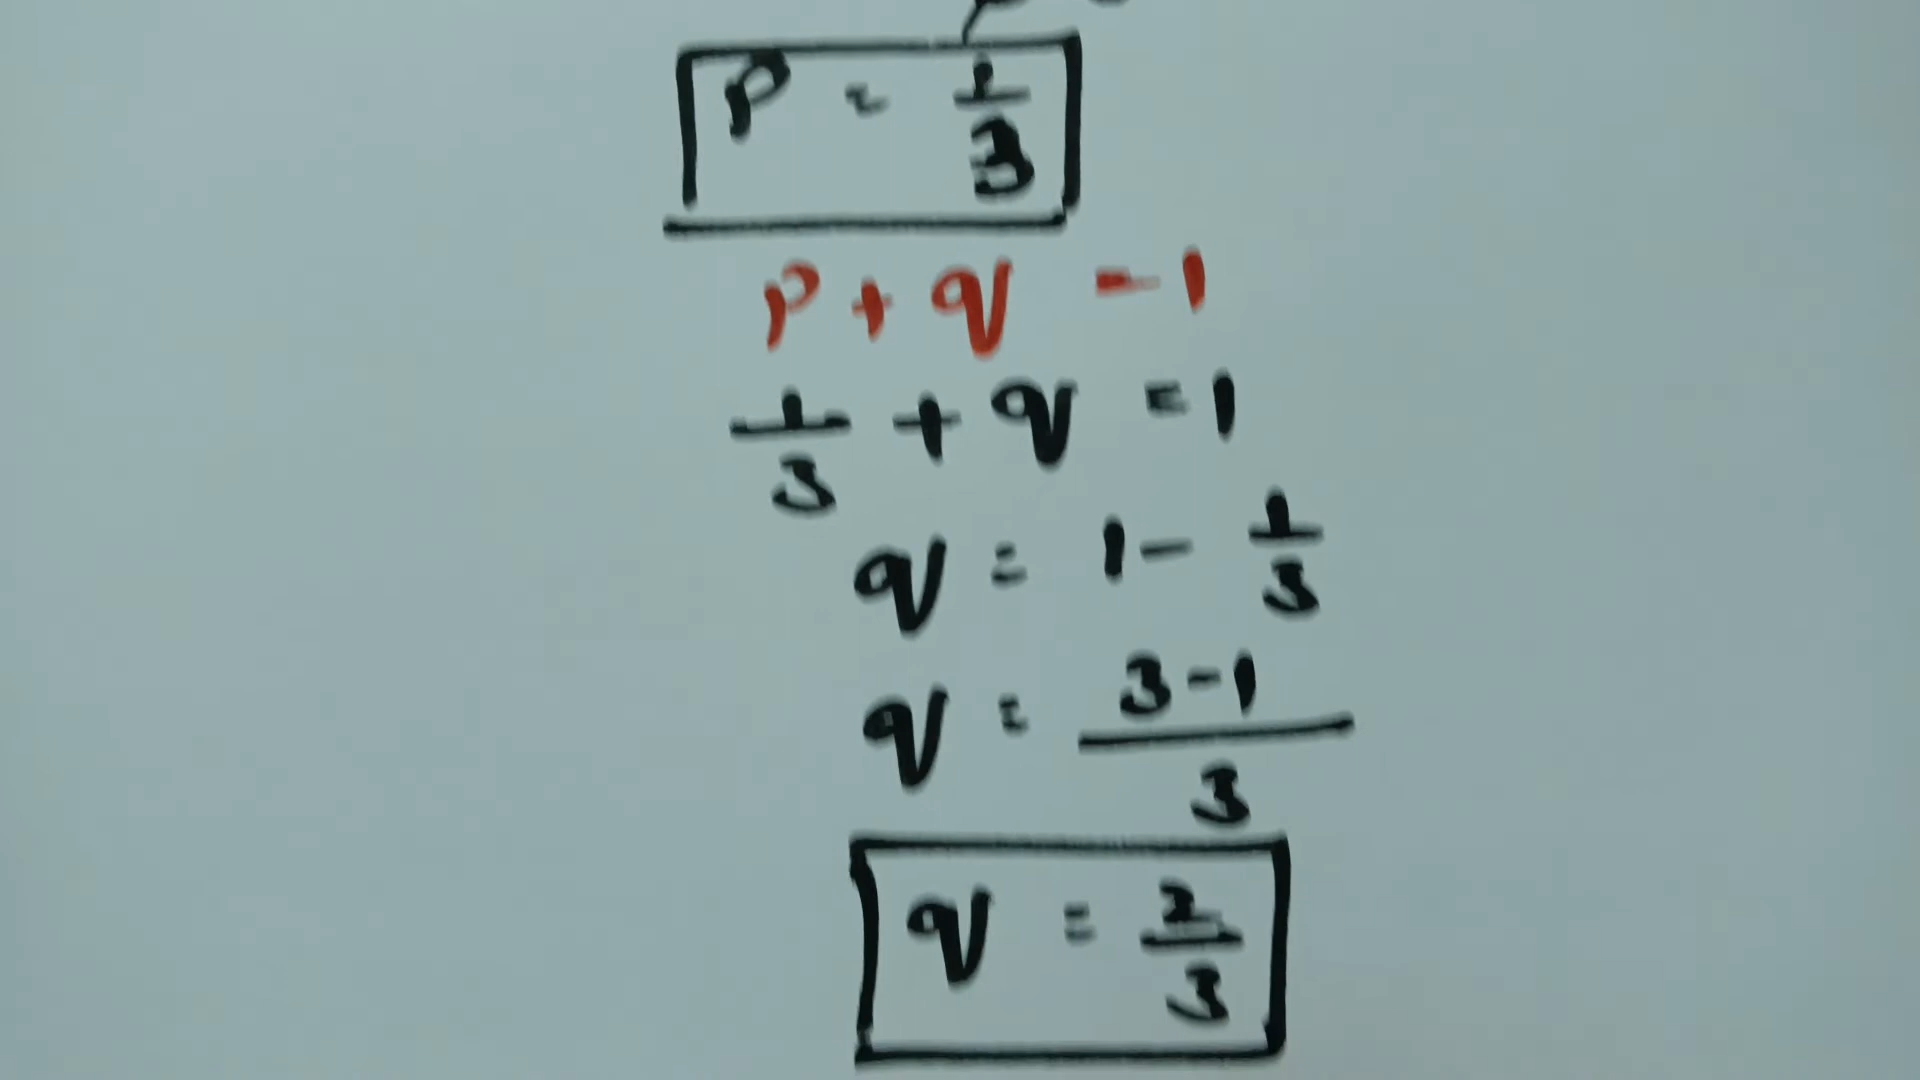 P = 1/3
P + q - 1
1/3 + q = 1
q = 1 - 1/3
q = (3-1)/3
q = 2/3